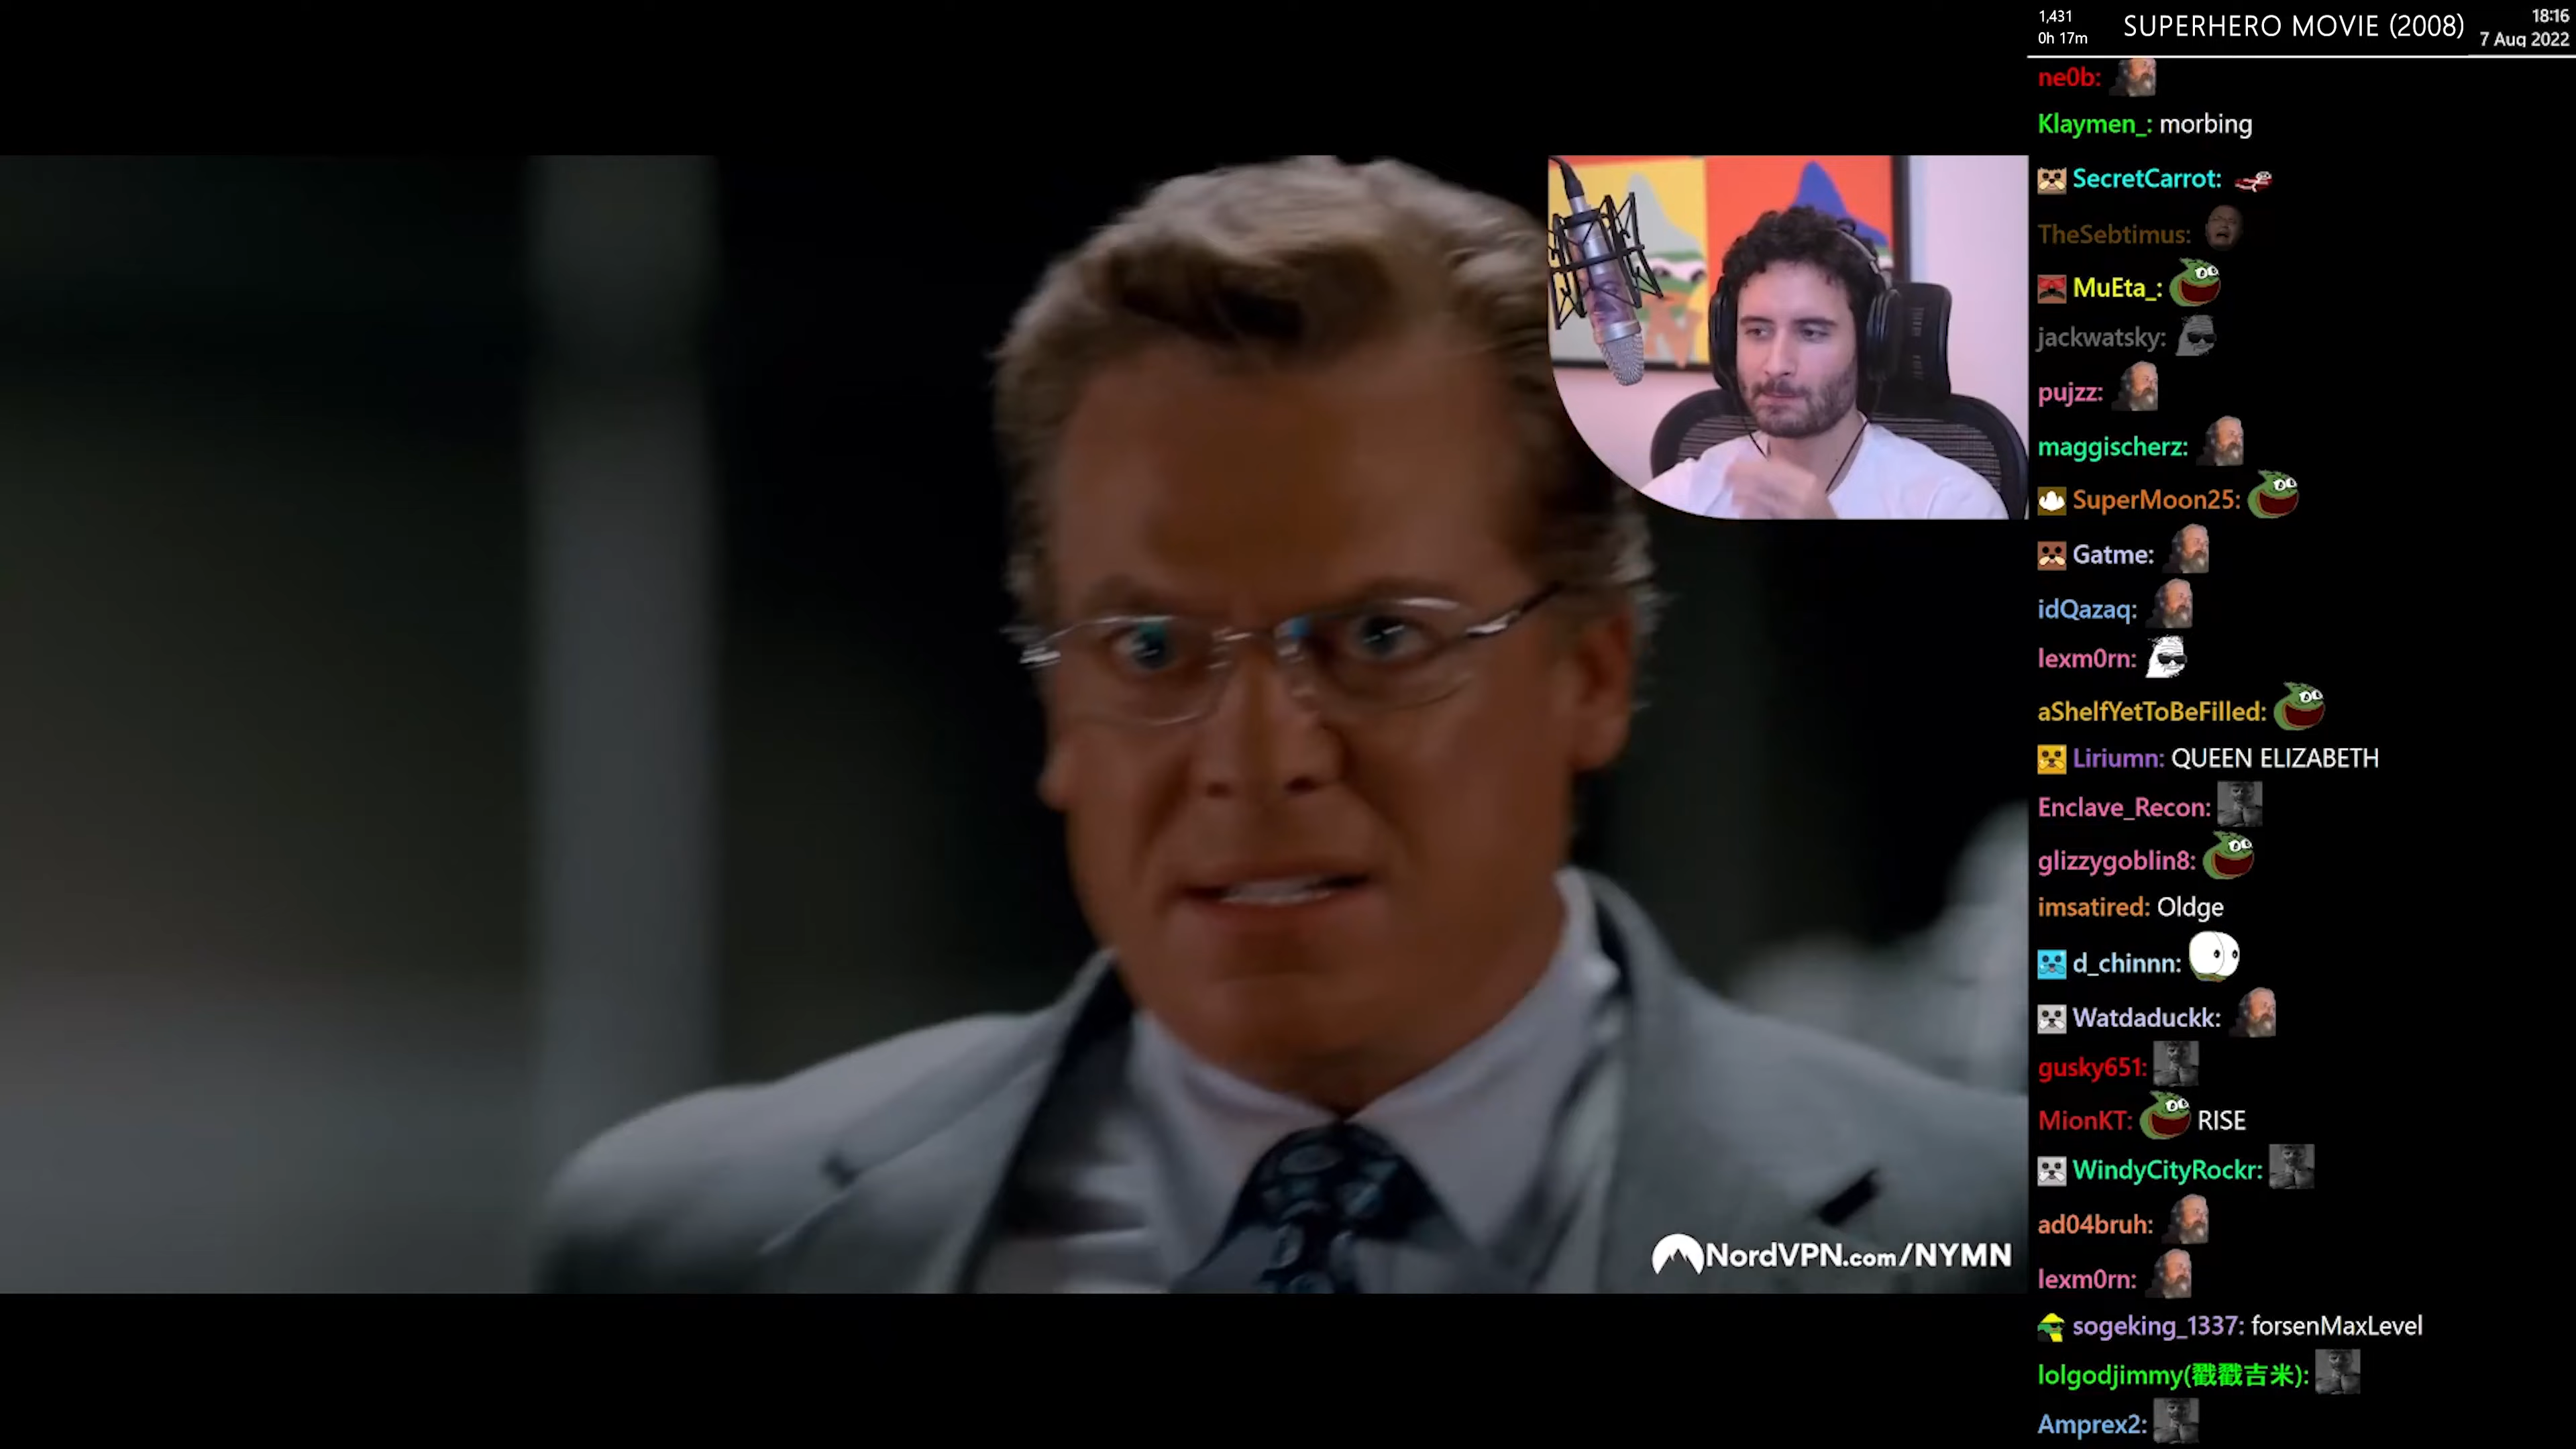 1,431
0h 17m
SUPERHERO MOVIE (2008)
18:16
7 Aug 2022
ne0b:
Klaymen_: morbing
SecretCarrot:
TheSebtimus:
MuEta_:
jackwatsky:
pujzz:
maggischerz:
SuperMoon25:
Gatme:
idQazaq:
lexm0rn:
aShelfYetToBeFilled:
Liriumn: QUEEN ELIZABETH
Enclave_Recon:
glizzygoblin8:
imsatired: Oldge
d_chinnn:
Watdaduckk:
gusky651:
MionKT: RISE
WindyCityRockr:
ad04bruh:
lexm0rn:
sogeking_1337: forsenMaxLevel
lolgodjimmy(戳戳吉米):
Amprex2:
NordVPN.com/NYMN